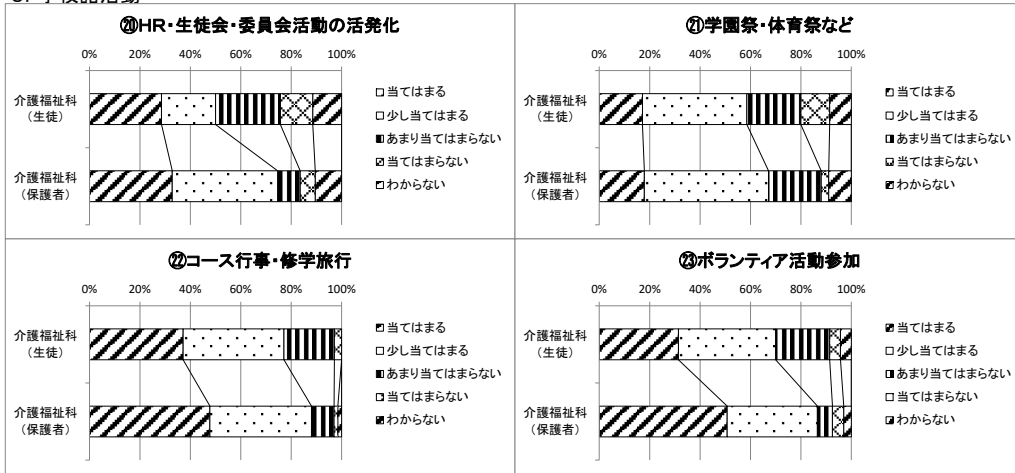 ⑳HR・生徒会・委員会活動の活発化
0% 20% 40% 60% 80% 100%
介護福祉科
(生徒)
介護福祉科
(保護者)
当てはまる
少し当てはまる
あまり当てはまらない
当てはまらない
わからない
㉑学園祭・体育祭など
0% 20% 40% 60% 80% 100%
介護福祉科
(生徒)
介護福祉科
(保護者)
当てはまる
少し当てはまる
あまり当てはまらない
当てはまらない
わからない
㉒コース行事・修学旅行
0% 20% 40% 60% 80% 100%
介護福祉科
(生徒)
介護福祉科
(保護者)
当てはまる
少し当てはまる
あまり当てはまらない
当てはまらない
わからない
㉓ボランティア活動参加
0% 20% 40% 60% 80% 100%
介護福祉科
(生徒)
介護福祉科
(保護者)
当てはまる
少し当てはまる
あまり当てはまらない
当てはまらない
わからない